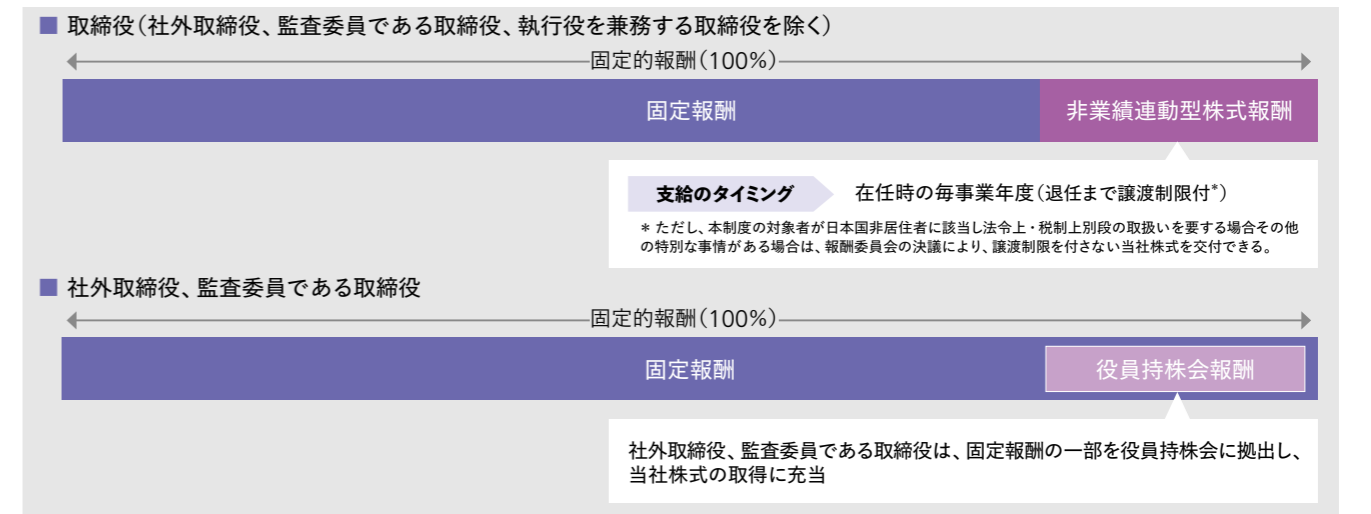 ■ 取締役（社外取締役、監査委員である取締役、執行役を兼務する取締役を除く）
固定的報酬（100%）
固定報酬
非業績連動型株式報酬
支給のタイミング
在任時の毎事業年度（退任まで譲渡制限付*）
* ただし、本制度の対象者が日本国非居住者に該当し法令上・税制上別段の取扱いを要する場合その他
の特別な事情がある場合は、報酬委員会の決議により、譲渡制限を付さない当社株式を交付できる。
■ 社外取締役、監査委員である取締役
固定的報酬（100%）
固定報酬
役員持株会報酬
社外取締役、監査委員である取締役は、固定報酬の一部を役員持株会に拠出し、
当社株式の取得に充当